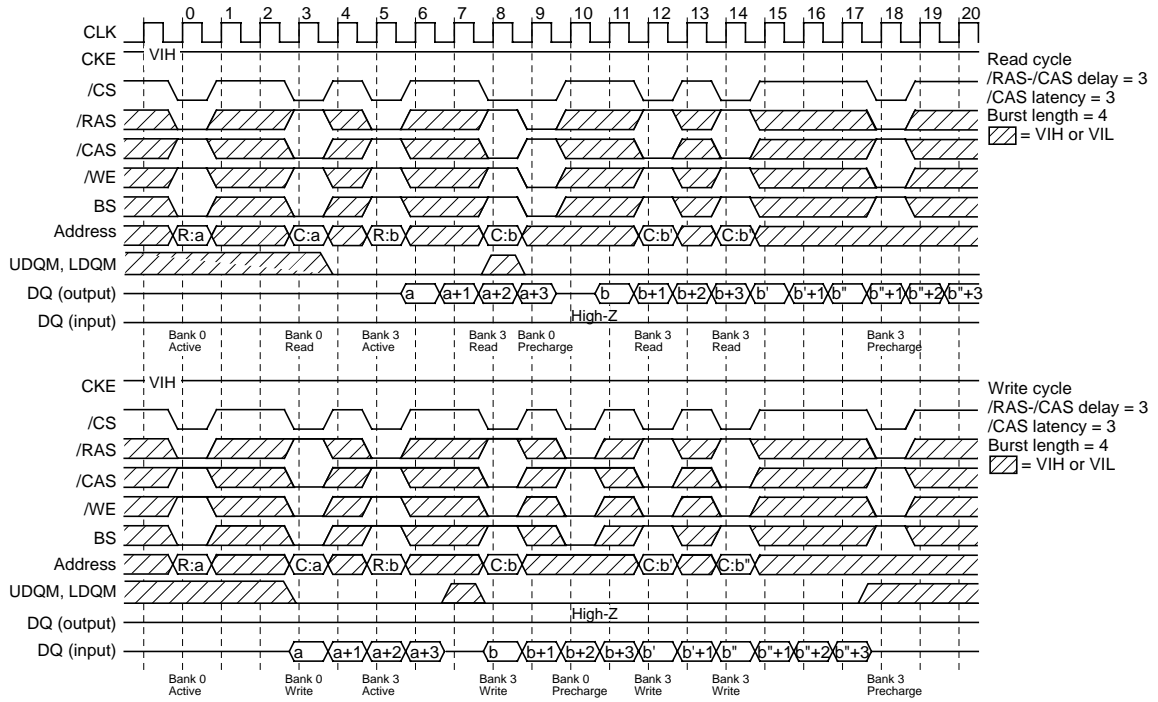 0 1 2 3 4 5 6 7 8 9 10 11 12 13 14 15 16 17 18 19 20
CLK
CKE VIH
/CS
/RAS
/CAS
/WE
BS
Address R:a C:a R:b C:b C:b' C:b'
UDQM, LDQM
DQ (output) a a+1 a+2 a+3 b b+1 b+2 b+3 b' b'+1 b" b"+1 b"+2 b"+3
DQ (input) High-Z
Bank 0 Active
Bank 0 Read
Bank 3 Active
Bank 3 Read
Bank 0 Precharge
Bank 3 Read
Bank 3 Read
Bank 3 Precharge
Read cycle
/RAS-/CAS delay = 3
/CAS latency = 3
Burst length = 4
= VIH or VIL
CKE VIH
/CS
/RAS
/CAS
/WE
BS
Address R:a C:a R:b C:b C:b' C:b"
UDQM, LDQM
DQ (output) High-Z
DQ (input) a a+1 a+2 a+3 b b+1 b+2 b+3 b' b'+1 b" b"+1 b"+2 b"+3
Bank 0 Active
Bank 0 Write
Bank 3 Active
Bank 3 Write
Bank 0 Precharge
Bank 3 Write
Bank 3 Write
Bank 3 Precharge
Write cycle
/RAS-/CAS delay = 3
/CAS latency = 3
Burst length = 4
= VIH or VIL